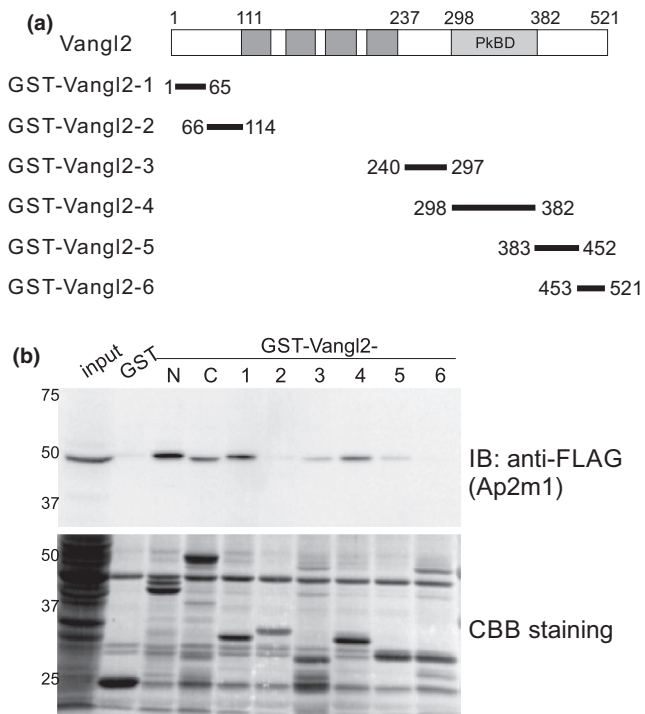 (a)
1 111 237 298 382 521
Vangl2 PkBD
GST-Vangl2-1 1 65
GST-Vangl2-2 66 114
GST-Vangl2-3 240 297
GST-Vangl2-4 298 382
GST-Vangl2-5 383 452
GST-Vangl2-6 453 521
(b)
input GST GST-Vangl2-
N C 1 2 3 4 5 6
75
50
37
IB: anti-FLAG
(Ap2m1)
50
37
25
CBB staining